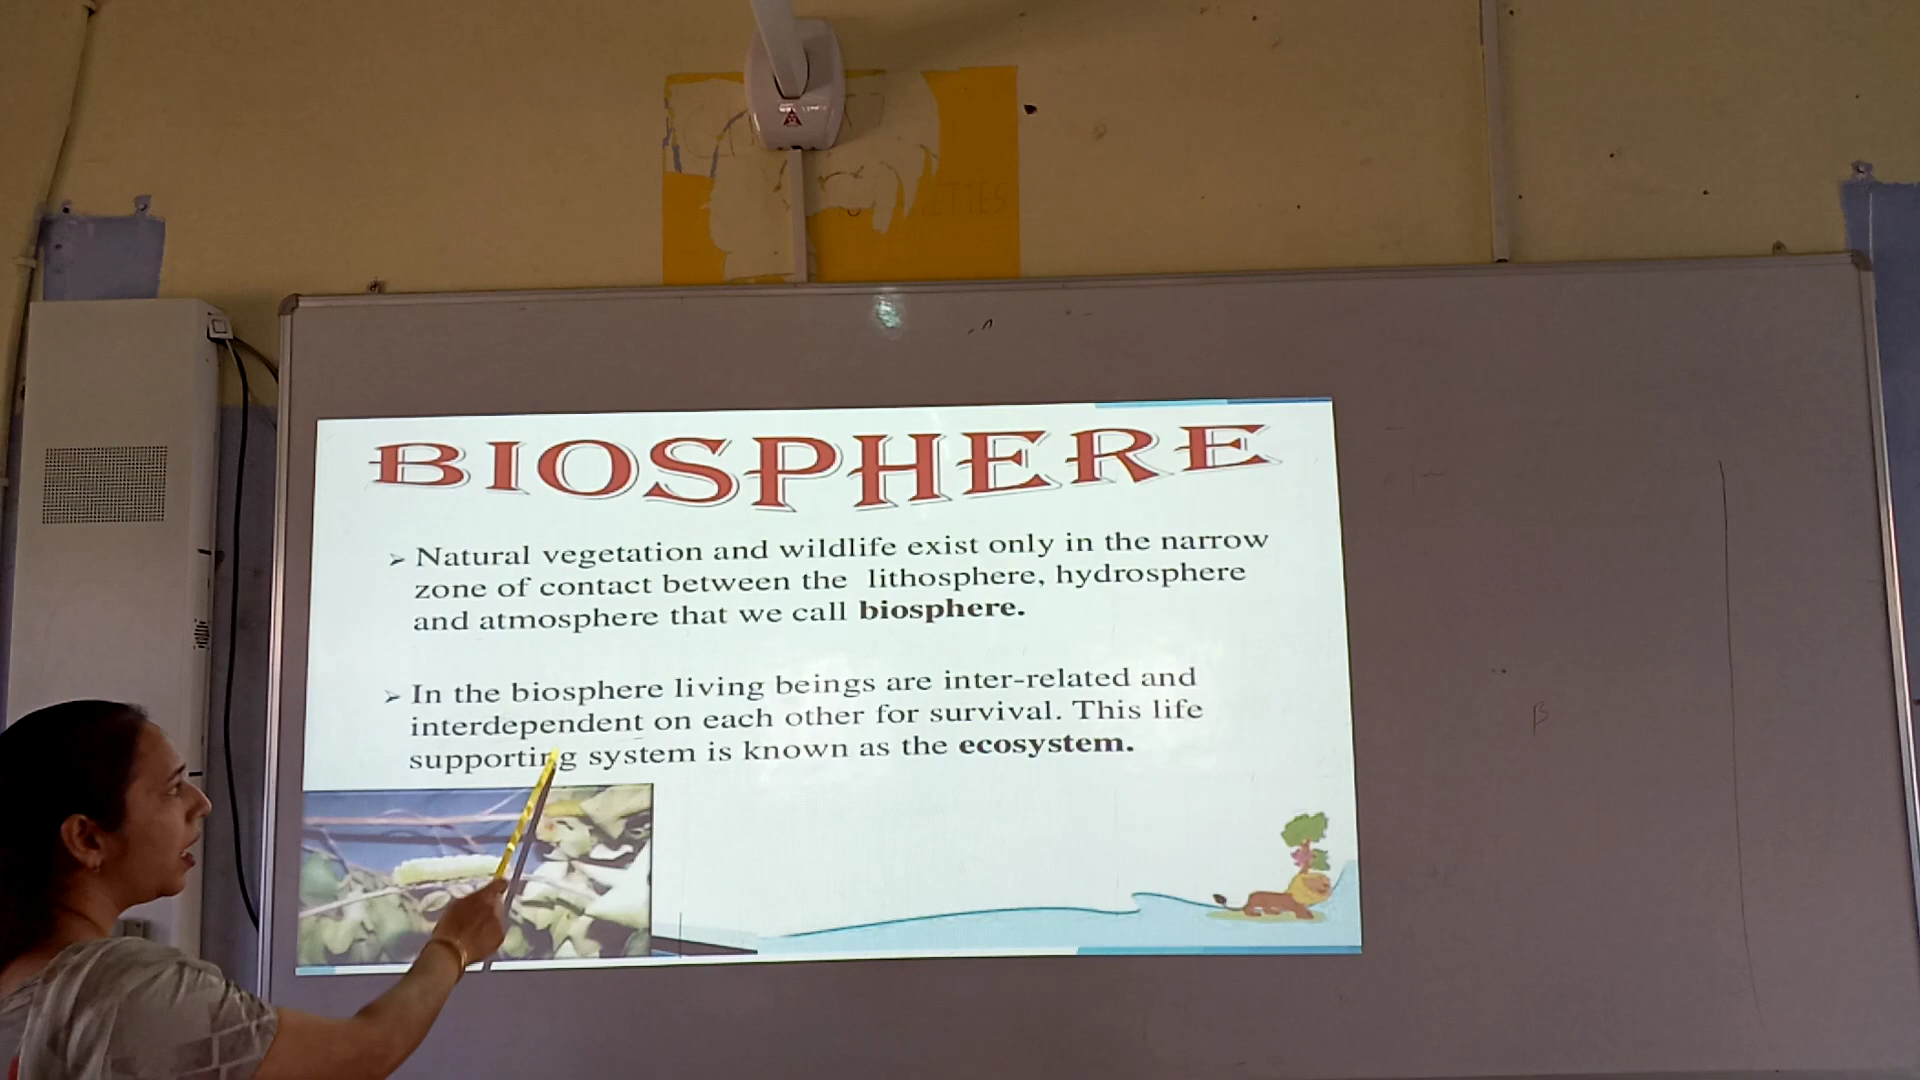 ETIES
BIOSPHERE
➢ Natural vegetation and wildlife exist only in the narrow
zone of contact between the lithosphere, hydrosphere
and atmosphere that we call biosphere.
➢ In the biosphere living beings are inter-related and
interdependent on each other for survival. This life
supporting system is known as the ecosystem.
B